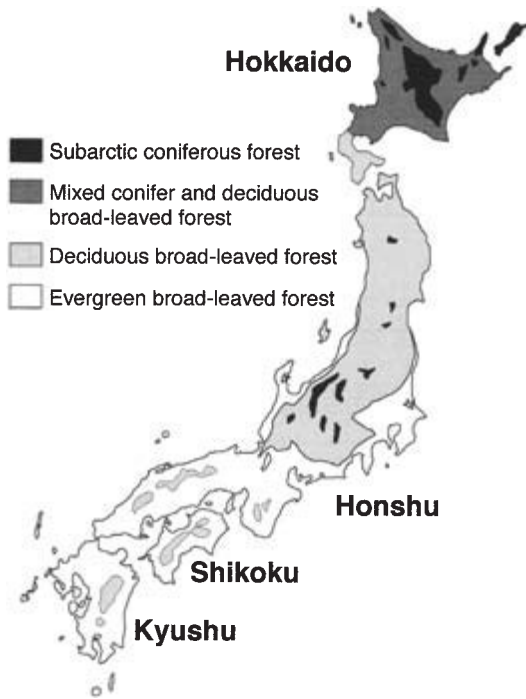 Hokkaido
Subarctic coniferous forest
Mixed conifer and deciduous
broad-leaved forest
Deciduous broad-leaved forest
Evergreen broad-leaved forest
Honshu
Shikoku
Kyushu